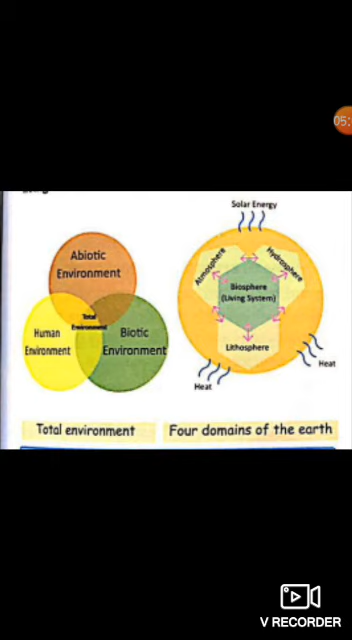 05:
Solar Energy
Abiotic
Environment
Total
Environment
Human
Environment
Biotic
Environment
Atmosphere
Hydrosphere
Biosphere
(Living System)
Lithosphere
Heat
Heat
Total environment
Four domains of the earth
V RECORDER